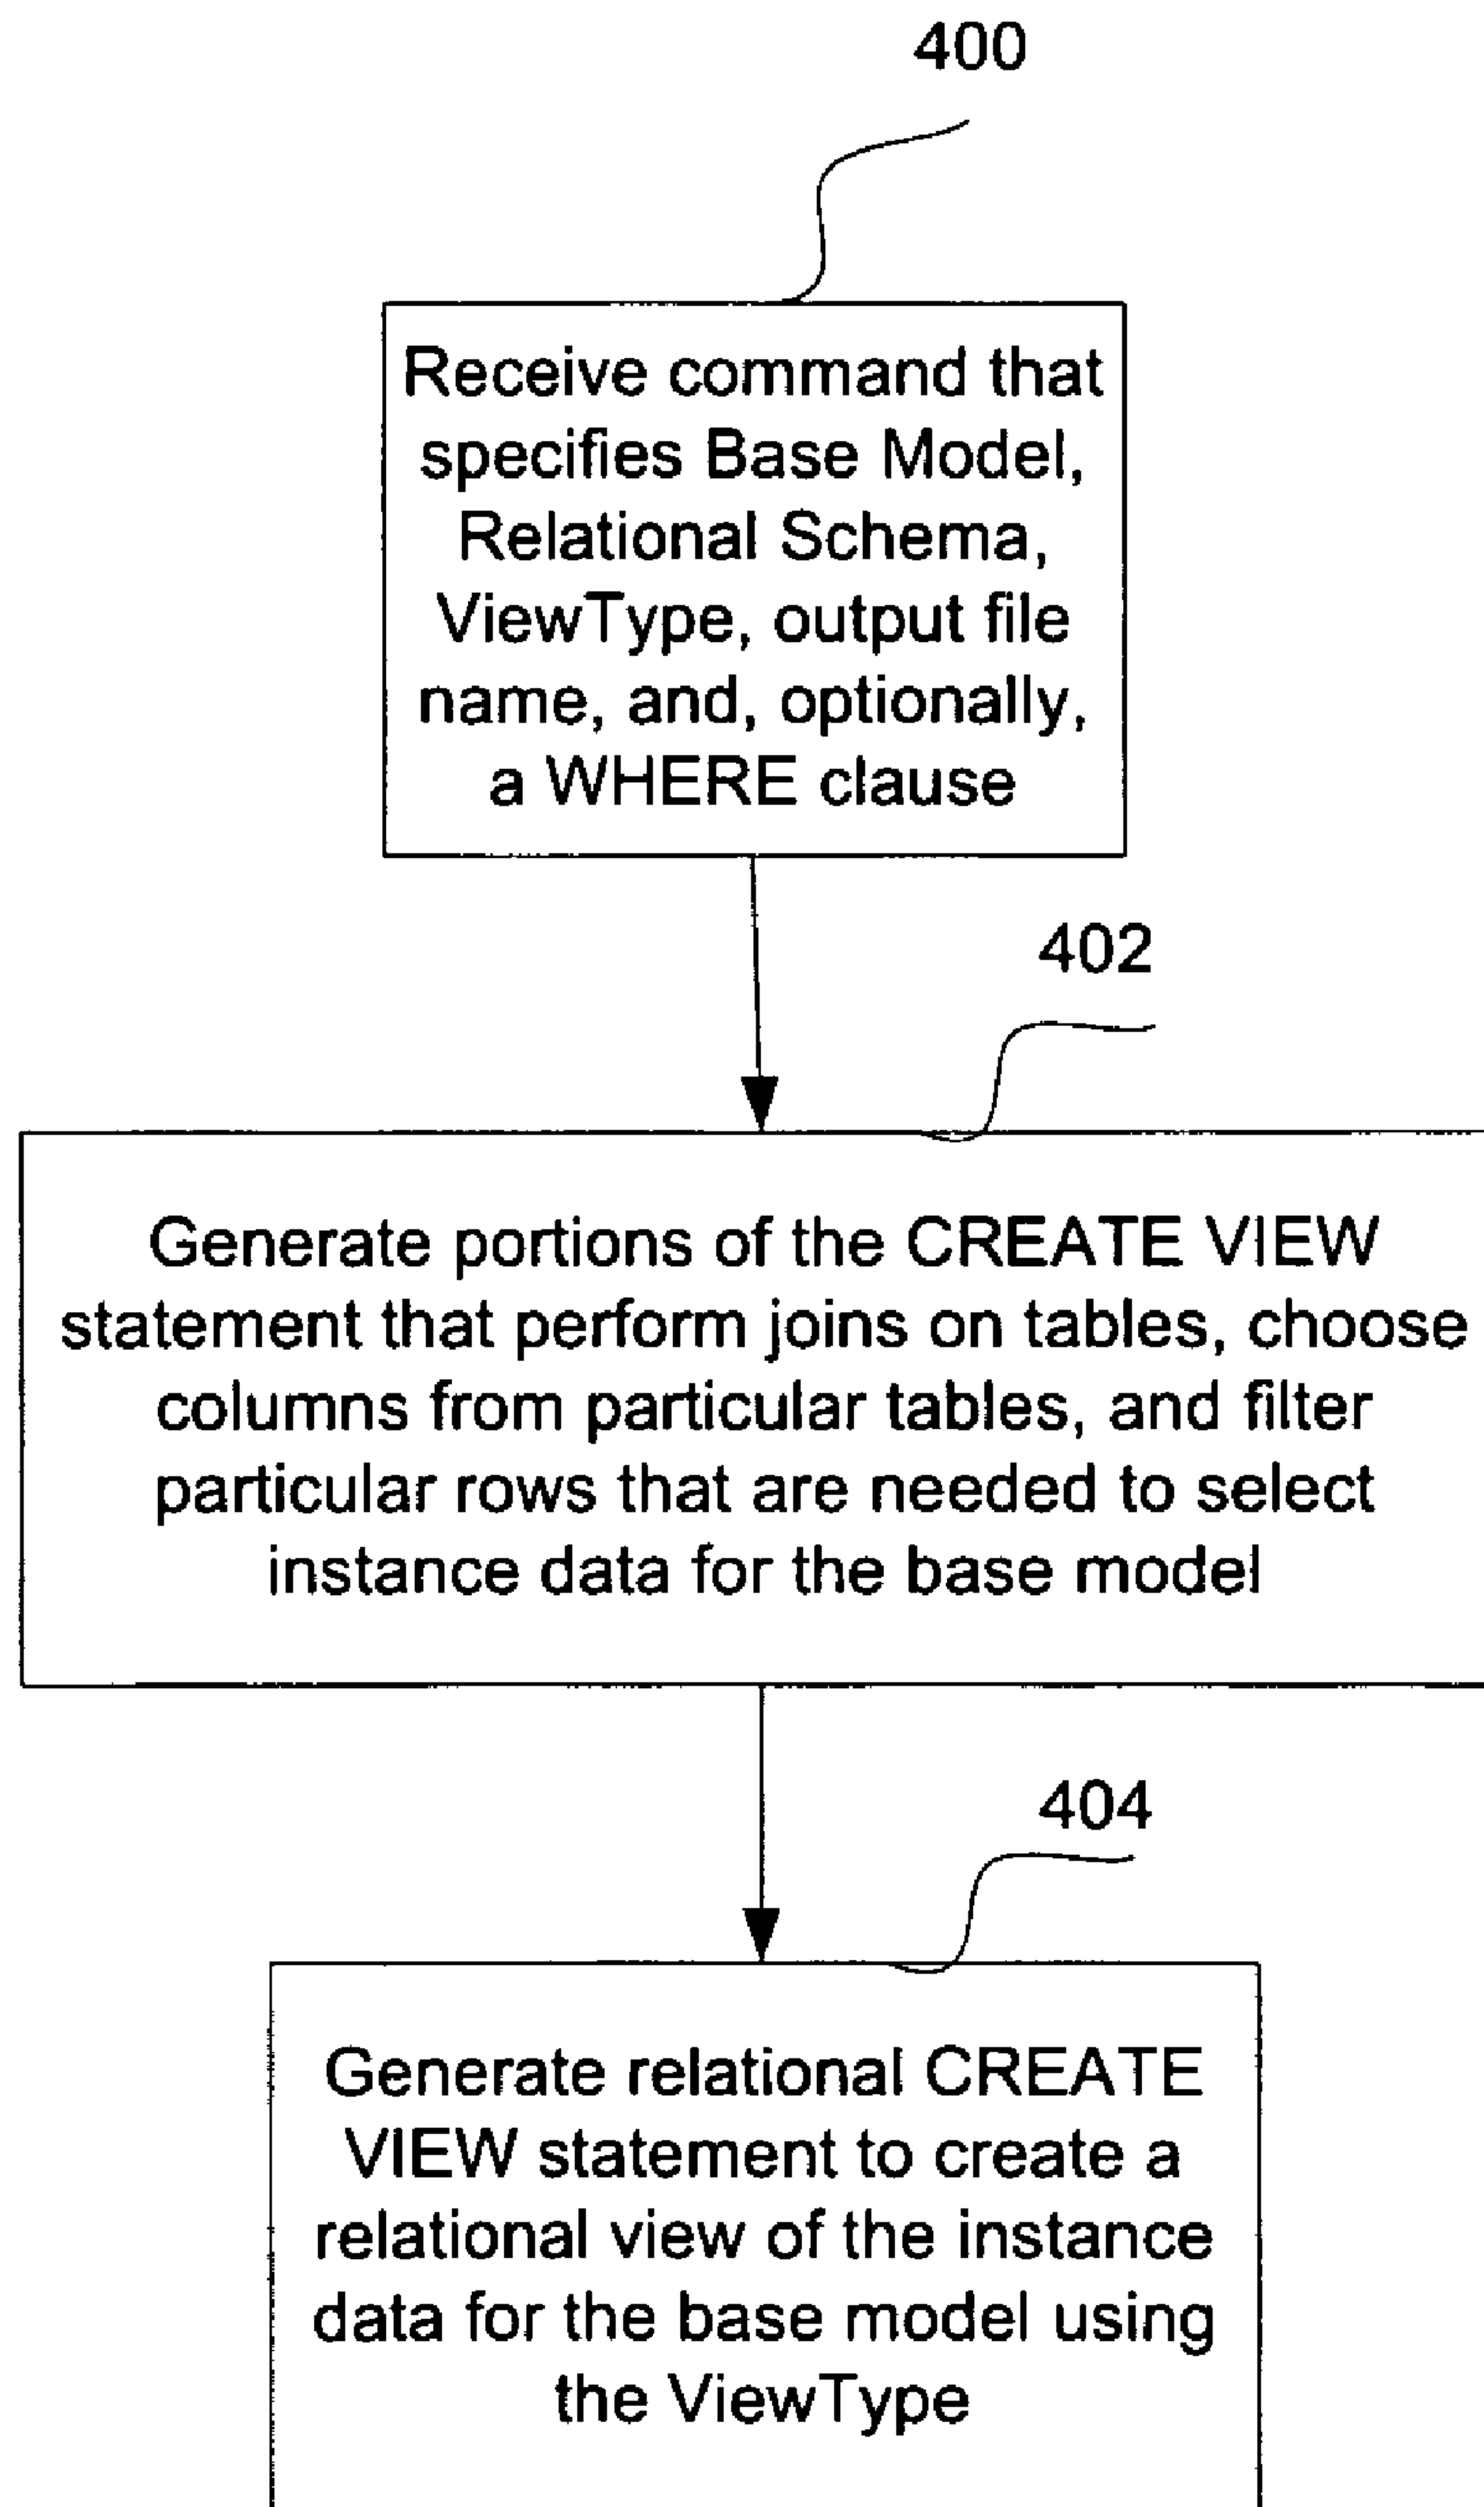 400
Receive command that
specifies Base Model,
Relational Schema,
ViewType, output file
name, and, optionally,
a WHERE clause
402
Generate portions of the CREATE VIEW
statement that perform joins on tables, choose
columns from particular tables, and filter
particular rows that are needed to select
instance data for the base model
404
Generate relational CREATE
VIEW statement to create a
relational view of the instance
data for the base model using
the ViewType